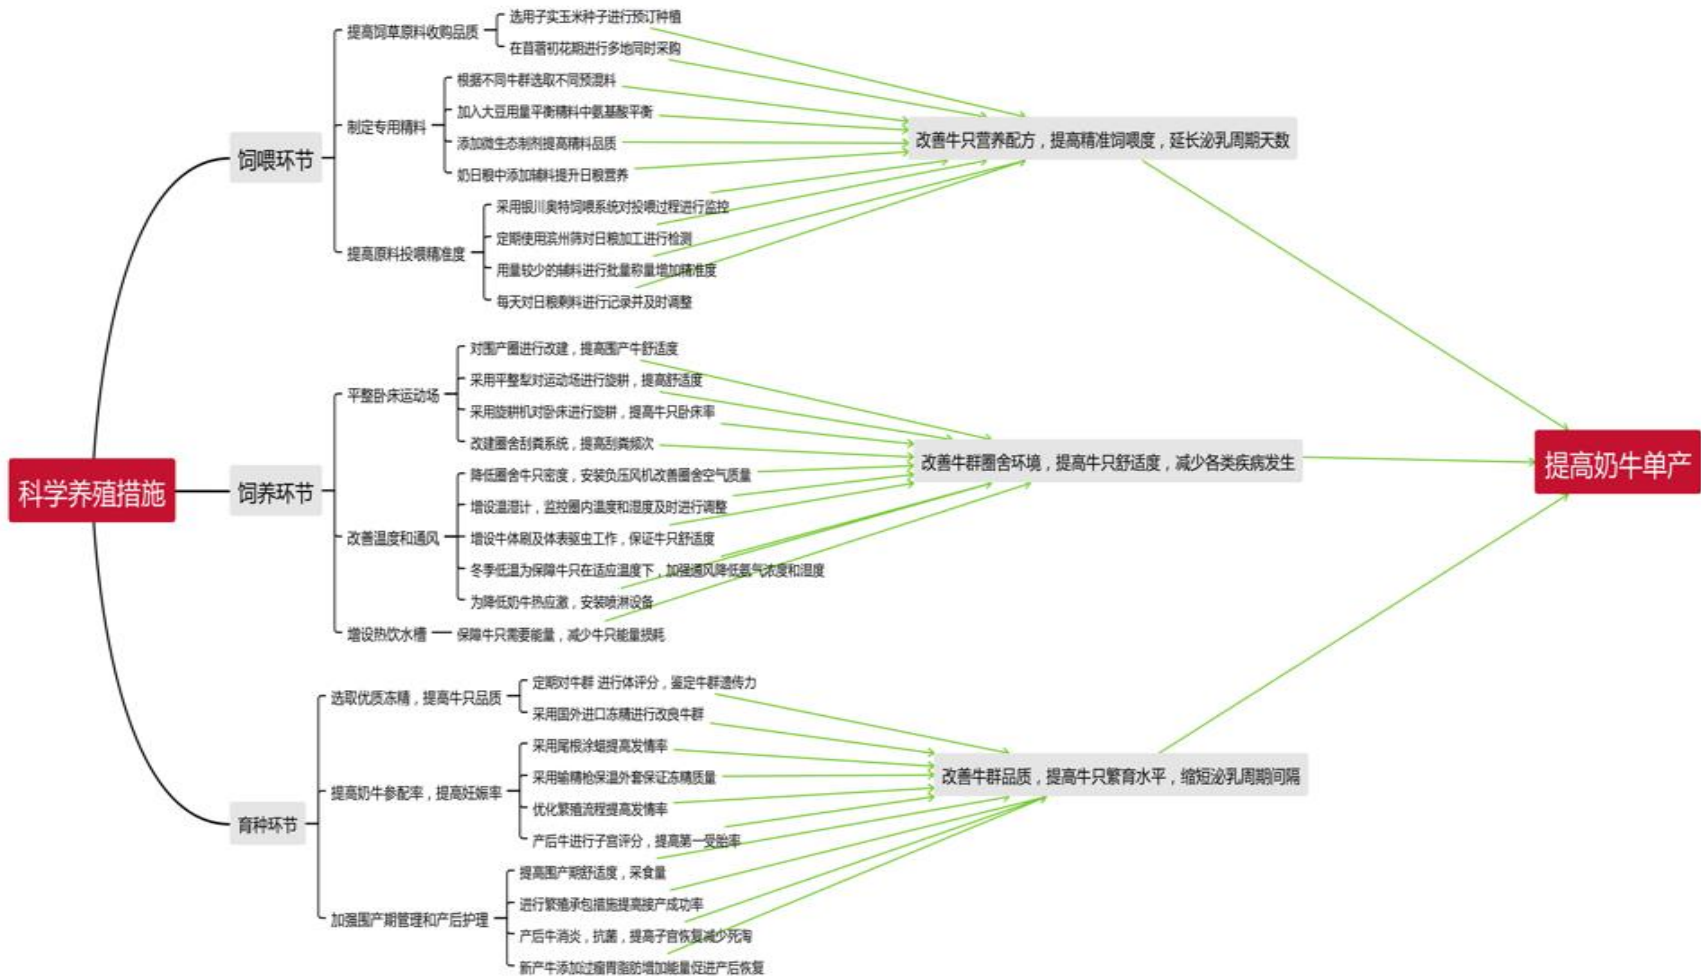 科学养殖措施
饲喂环节
提高饲草原料收购品质
选用子实玉米种子进行预订种植
在苜蓿初花期进行多地同时采购
制定专用精料
根据不同牛群选取不同预混料
加入大豆用量平衡精料中氨基酸平衡
添加微生态制剂提高精料品质
奶日粮中添加辅料提升日粮营养
提高原料投喂精准度
采用银川奥特饲喂系统对投喂过程进行监控
定期使用滨州筛对日粮加工进行检测
用量较少的辅料进行批量称量增加精准度
每天对日粮剩料进行记录并及时调整
改善牛只营养配方，提高精准饲喂度，延长泌乳周期天数
饲养环节
平整卧床运动场
对围产圈进行改建，提高围产牛舒适度
采用平整犁对运动场进行旋耕，提高舒适度
采用旋耕机对卧床进行旋耕，提高牛只卧床率
改建圈舍刮粪系统，提高刮粪频次
改善温度和通风
降低圈舍牛只密度，安装负压风机改善圈舍空气质量
增设温湿计，监控圈内温度和湿度及时进行调整
增设牛体刷及体表驱虫工作，保证牛只舒适度
冬季低温为保障牛只在适应温度下，加强通风降低氨气浓度和湿度
为降低奶牛热应激，安装喷淋设备
增设热饮水槽
保障牛只需要能量，减少牛只能量损耗
改善牛群圈舍环境，提高牛只舒适度，减少各类疾病发生
育种环节
选取优质冻精，提高牛只品质
定期对牛群 进行体评分，鉴定牛群遗传力
采用国外进口冻精进行改良牛群
提高奶牛参配率，提高妊娠率
采用尾根涂蜡提高发情率
采用输精枪保温外套保证冻精质量
优化繁殖流程提高发情率
产后牛进行子宫评分，提高第一受胎率
加强围产期管理和产后护理
提高围产期舒适度，采食量
进行繁殖承包措施提高接产成功率
产后牛消炎，抗菌，提高子宫恢复减少死淘
新产牛添加过瘤胃脂肪增加能量促进产后恢复
改善牛群品质，提高牛只繁育水平，缩短泌乳周期间隔
提高奶牛单产